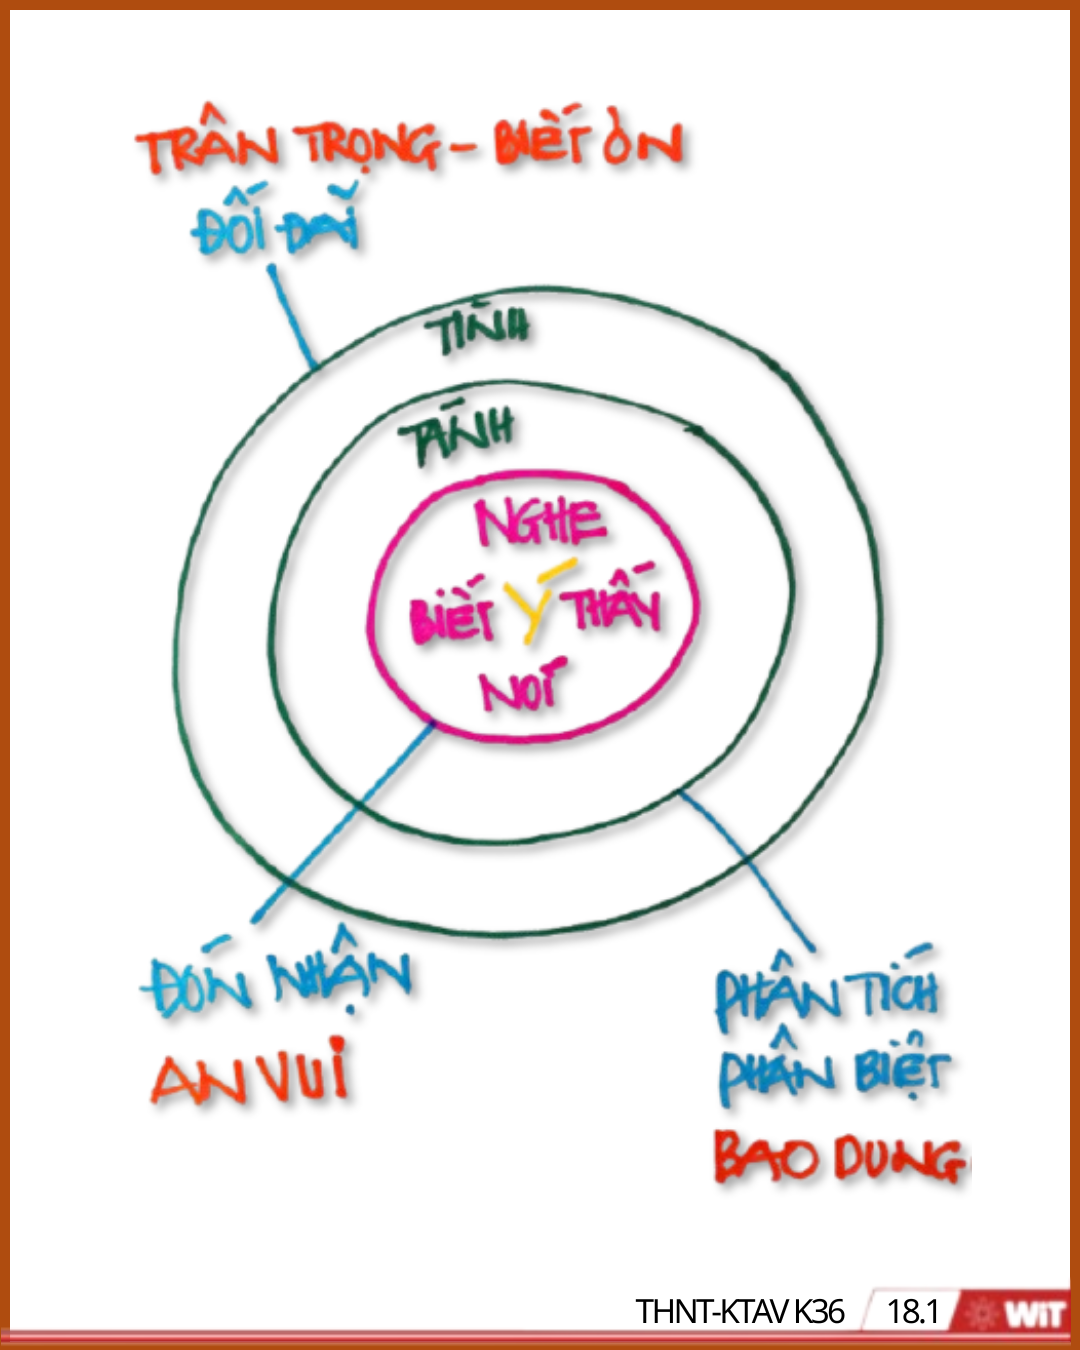 TRÂN TRỌNG - BIẾT ƠN
ĐỐI ĐÃI
TÌNH
TÁNH
NGHE
BIẾT Ý THẤY
NÓI
ĐÓN NHẬN
AN VUI
PHÂN TÍCH
PHÂN BIỆT
BAO DUNG
THNT-KTAV K36 18.1 WiT